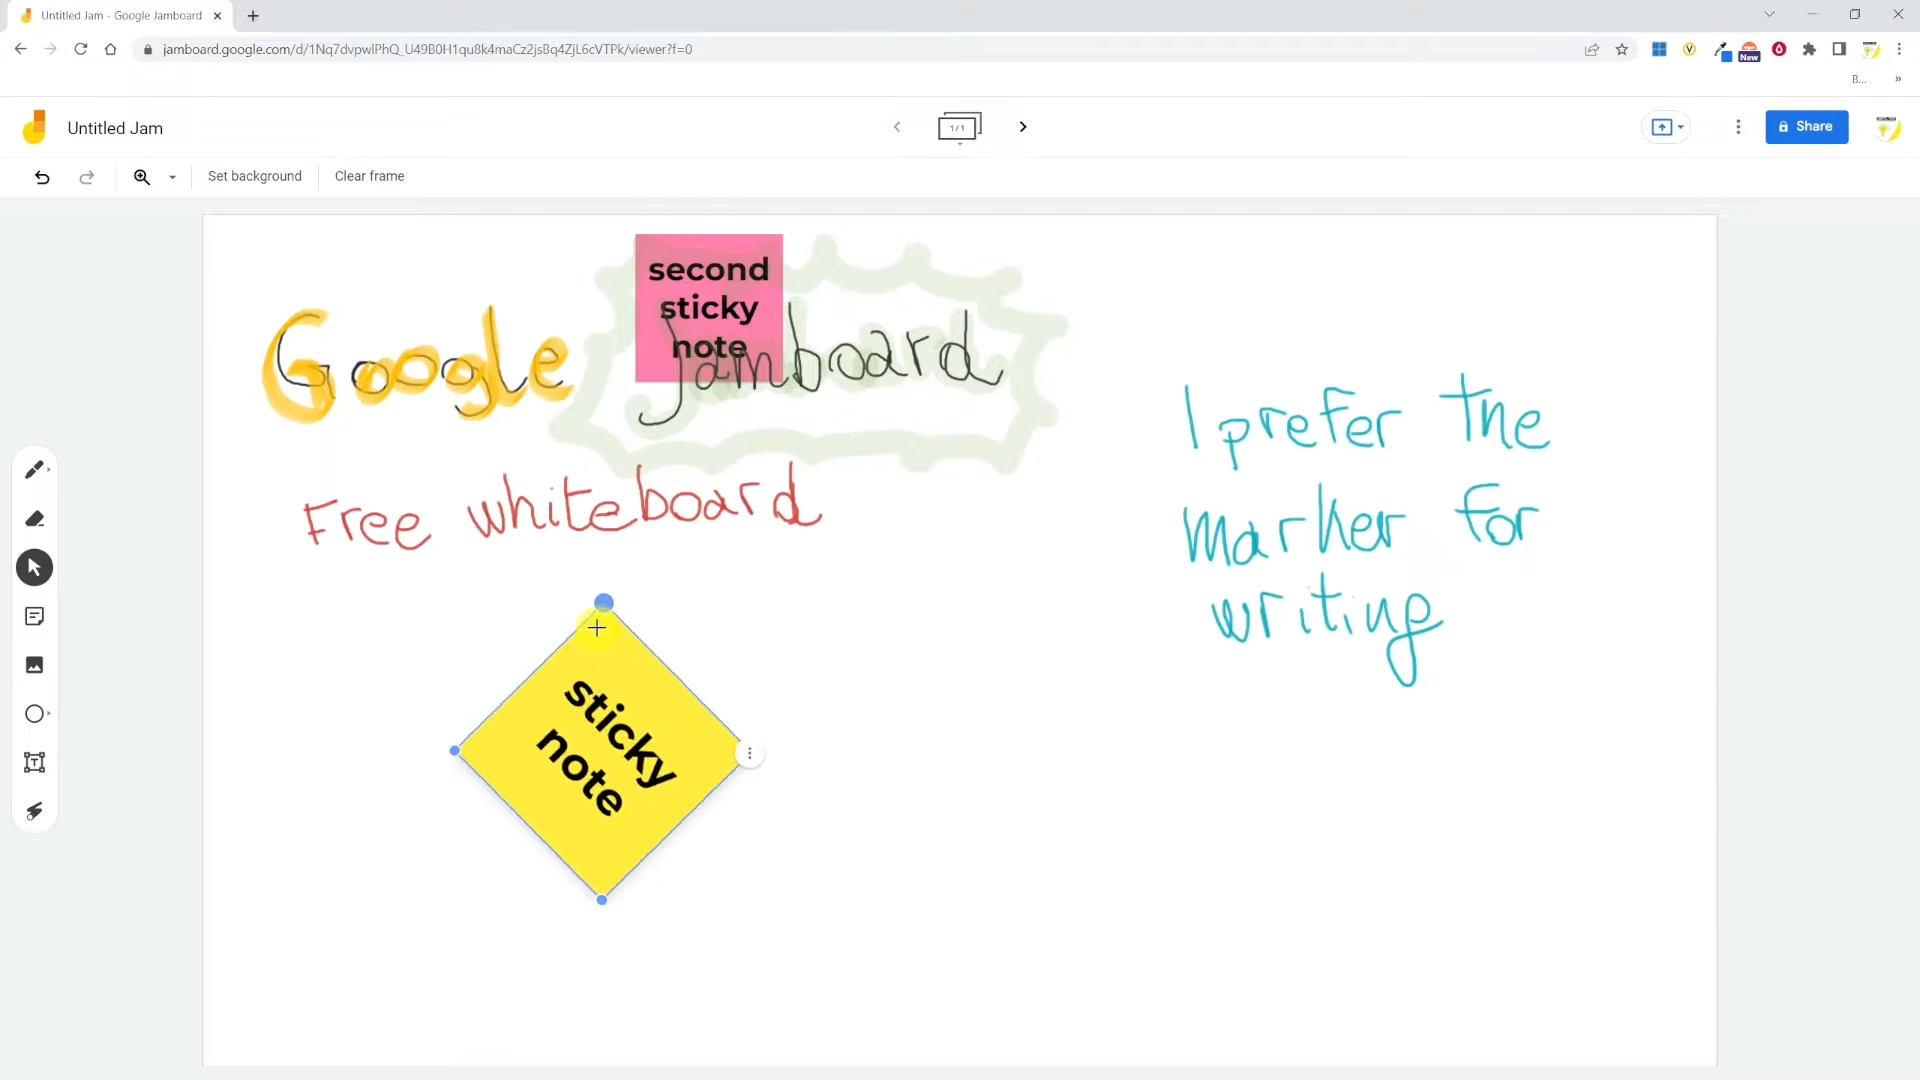 Untitled Jam - Google Jamboard
jamboard.google.com/d/1Nq7dvpwlPhQ_U49B0H1qu8k4maCz2jsBq4ZjL6cVTPk/viewer?f=0
New
B...
Untitled Jam
1/1
Share
Set background
Clear frame
second
sticky
note
Google Jamboard
Free whiteboard
I prefer the
marker for
writing
sticky
note